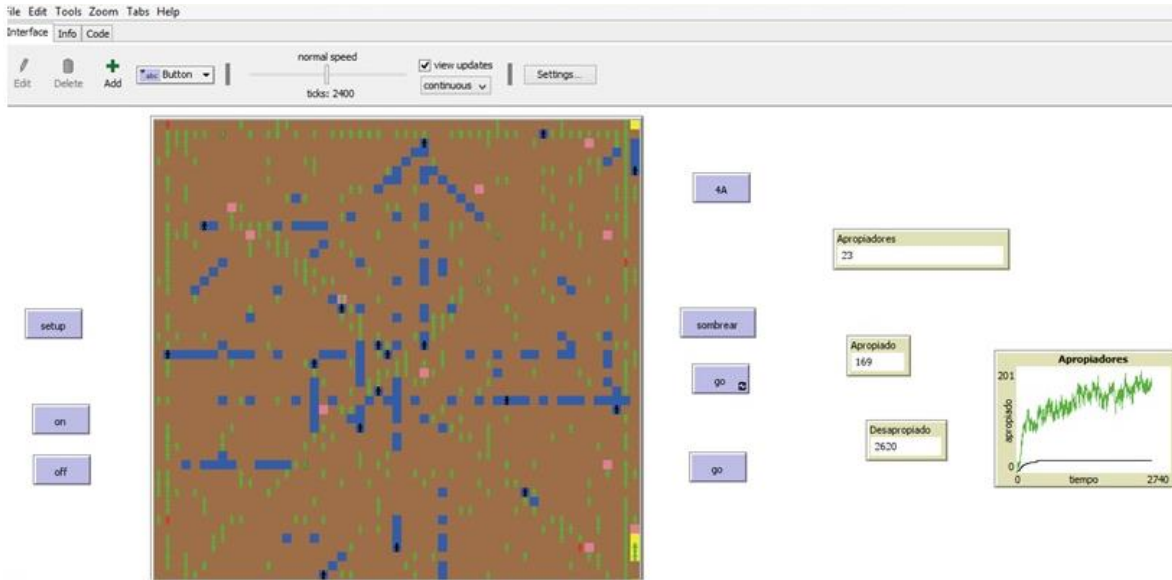 File Edit Tools Zoom Tabs Help
Interface Info Code
Edit Delete Add abc Button normal speed ticks: 2400 view updates continuous Settings...
4A
Apropiadores
23
setup
sombrear
Apropiado
169
go
Apropiadores
201
apropiado
0
0 tiempo 2740
on
Desapropiado
2620
off
go